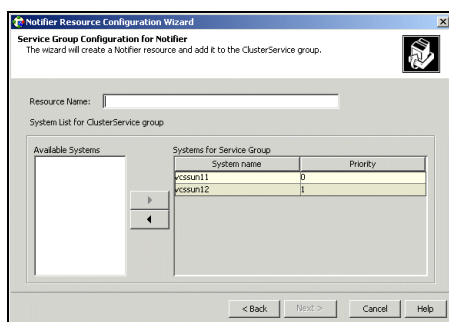 Notifier Resource Configuration Wizard
Service Group Configuration for Notifier
The wizard will create a Notifier resource and add it to the ClusterService group.
Resource Name:
System List for ClusterService group
Available Systems
Systems for Service Group
System name Priority
vcssun11 0
vcssun12 1
< Back Next > Cancel Help